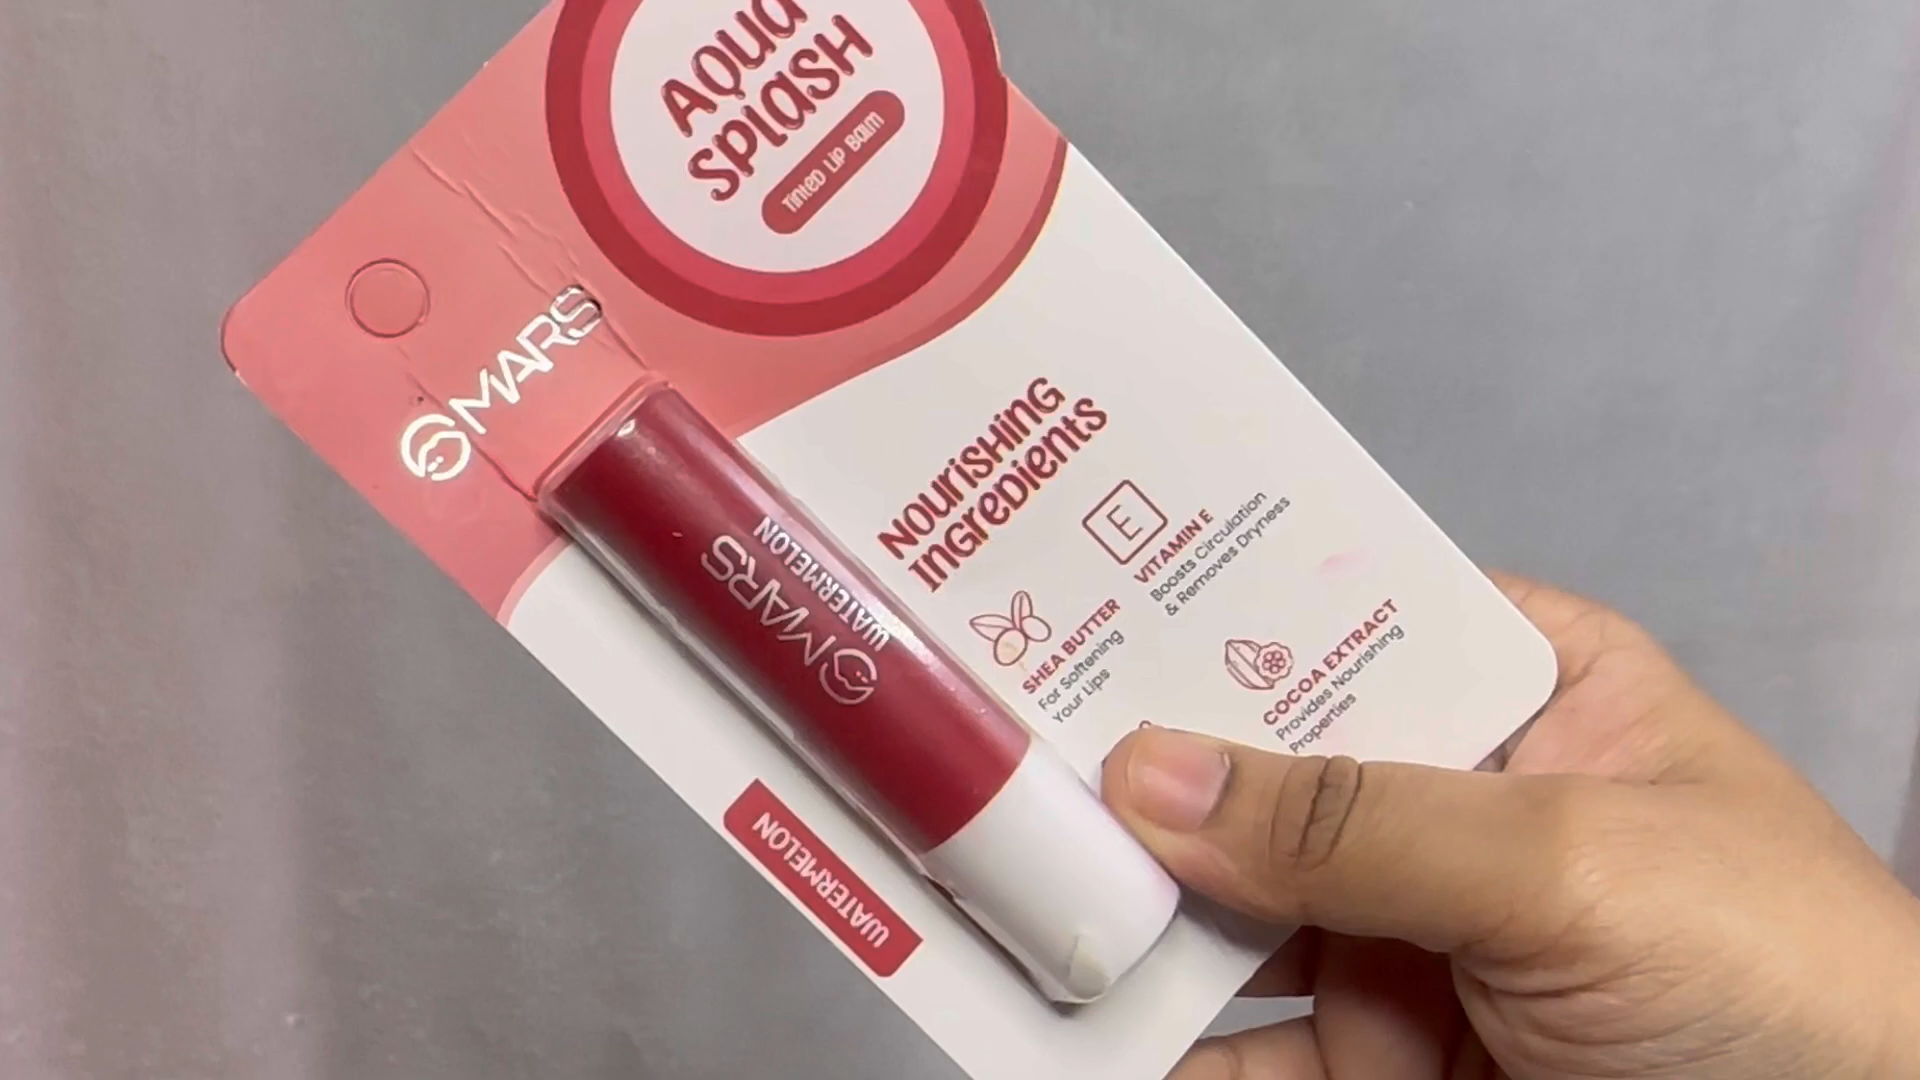 AQUA
SPLASH
Tinted Lip Balm
MARS
NOURISHING
INGREDIENTS
E
VITAMIN E
Boosts Circulation
& Removes Dryness
SHEA BUTTER
For Softening
Your Lips
COCOA EXTRACT
Provides Nourishing
Properties
MARS
WATERMELON
WATERMELON